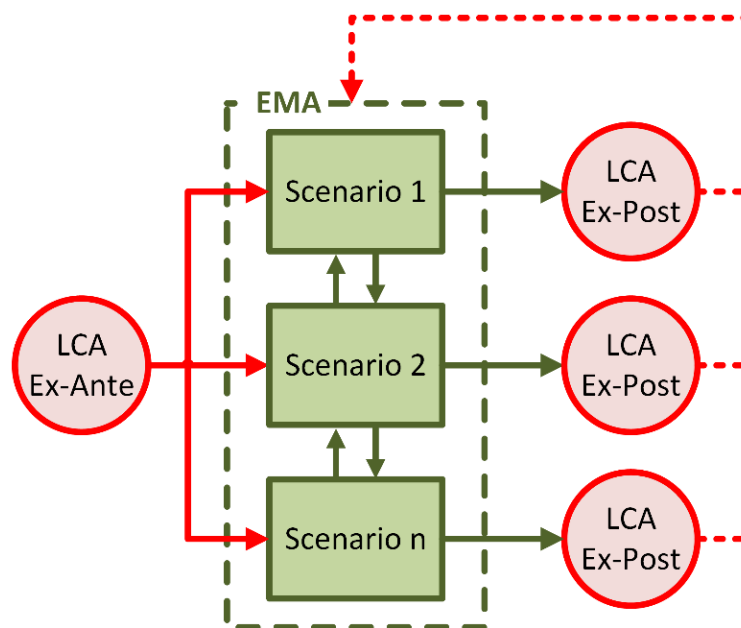 EMA
Scenario 1
LCA
Ex-Post
LCA
Ex-Ante
Scenario 2
LCA
Ex-Post
Scenario n
LCA
Ex-Post